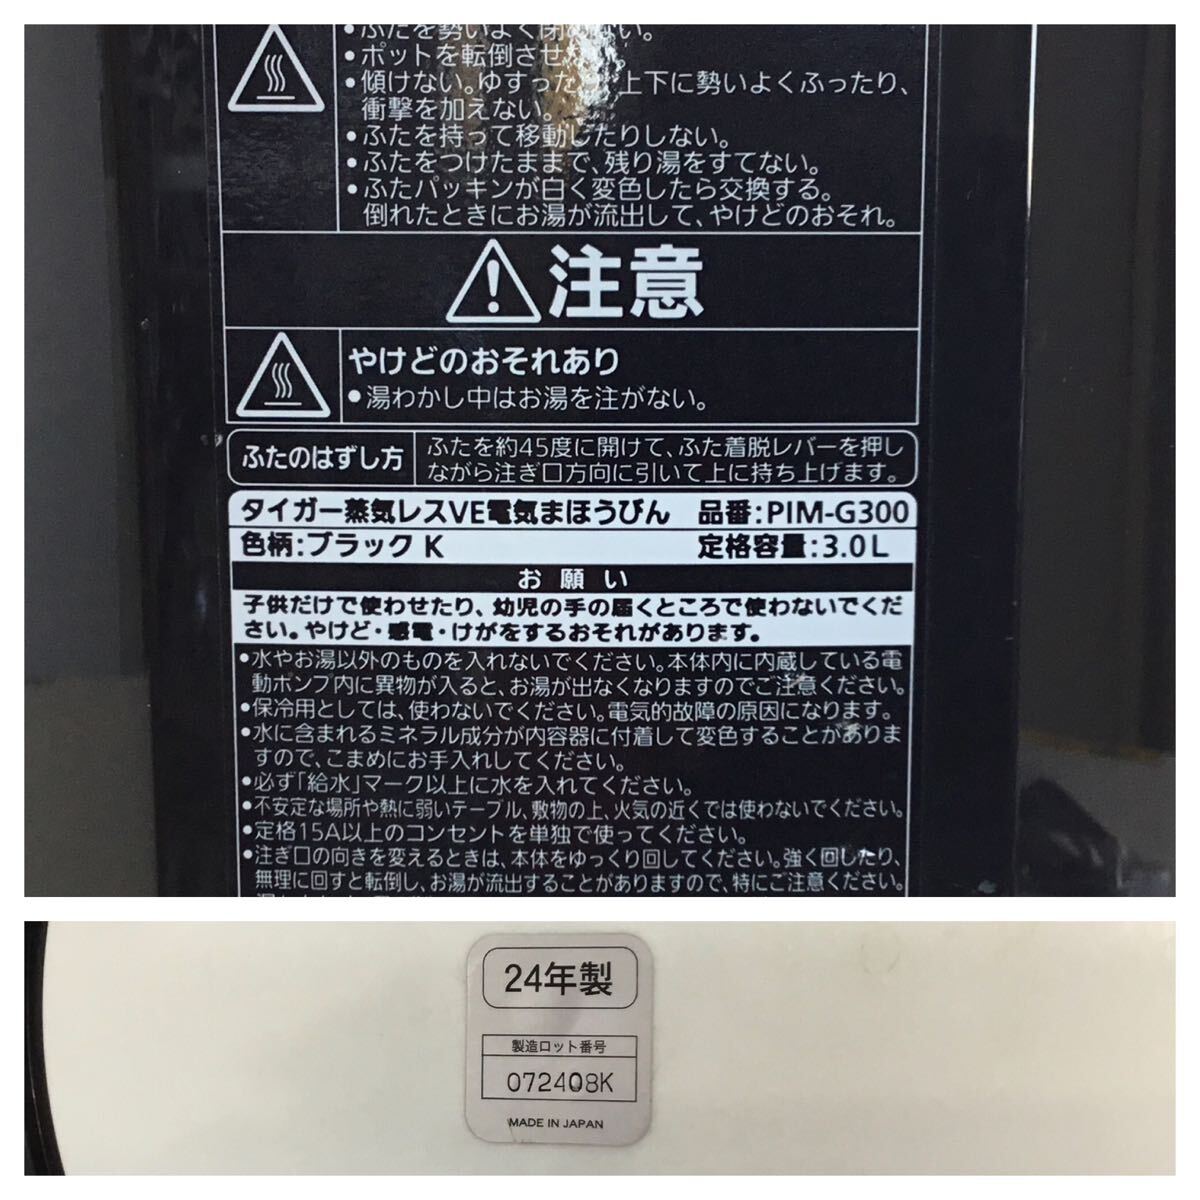 •ふたを勢いよく閉めない。
•ポットを転倒させない。
•傾けない。ゆすったり、上下に勢いよくふったり、
衝撃を加えない。
•ふたを持って移動したりしない。
•ふたをつけたままで、残り湯をすてない。
•ふたパッキンが白く変色したら交換する。
倒れたときにお湯が流出して、やけどのおそれ。
注意
やけどのおそれあり
•湯わかし中はお湯を注がない。
ふたのはずし方
ふたを約45度に開けて、ふた着脱レバーを押し
ながら注ぎ口方向に引いて上に持ち上げます。
タイガー蒸気レスVE電気まほうびん 品番:PIM-G300
色柄:ブラック K 定格容量:3.0L
お願い
子供だけで使わせたり、幼児の手の届くところで使わないでくだ
さい。やけど・感電・けがをするおそれがあります。
•水やお湯以外のものを入れないでください。本体内に内蔵している電
動ポンプ内に異物が入ると、お湯が出なくなりますのでご注意ください。
•保冷用としては、使わないでください。電気的故障の原因になります。
•水に含まれるミネラル成分が内容器に付着して変色することがありま
すので、こまめにお手入れしてください。
•必ず「給水」マーク以上に水を入れてください。
•不安定な場所や熱に弱いテーブル、敷物の上、火気の近くでは使わないでください。
•定格15A以上のコンセントを単独で使ってください。
•注ぎ口の向きを変えるときは、本体をゆっくり回してください。強く回したり、
無理に回すと転倒し、お湯が流出することがありますので、特にご注意ください。
24年製
製造ロット番号
072408K
MADE IN JAPAN